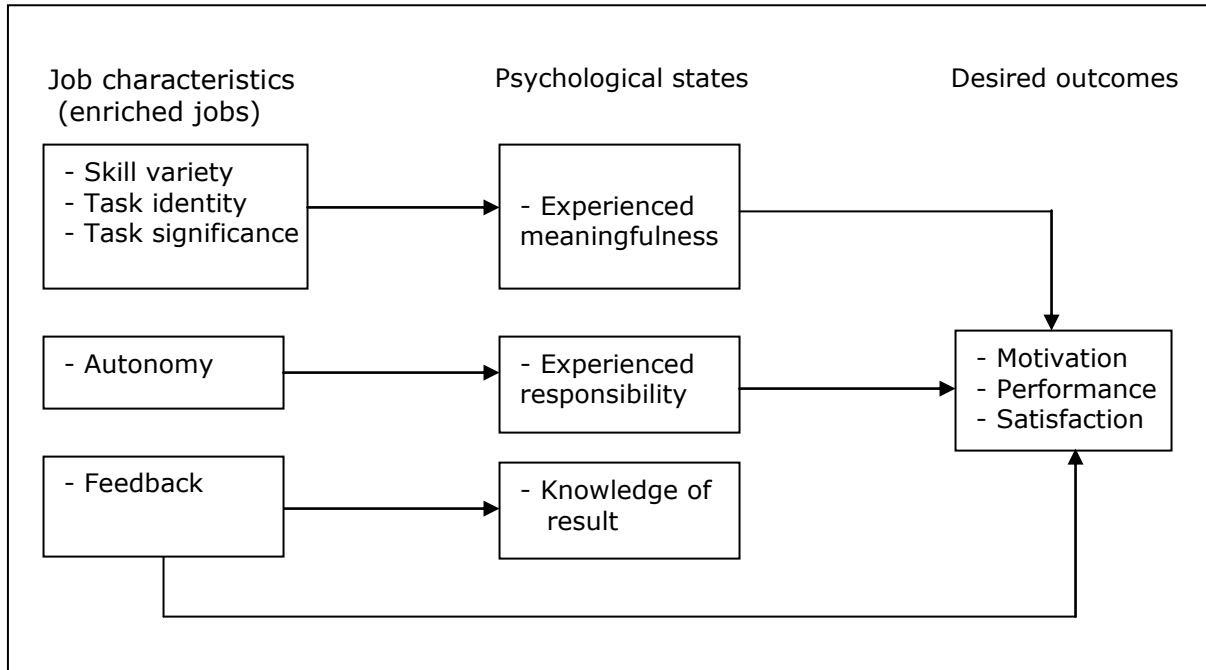 Job characteristics
(enriched jobs)
Psychological states
Desired outcomes
- Skill variety
- Task identity
- Task significance
- Experienced
meaningfulness
- Autonomy
- Experienced
responsibility
- Motivation
- Performance
- Satisfaction
- Feedback
- Knowledge of
result